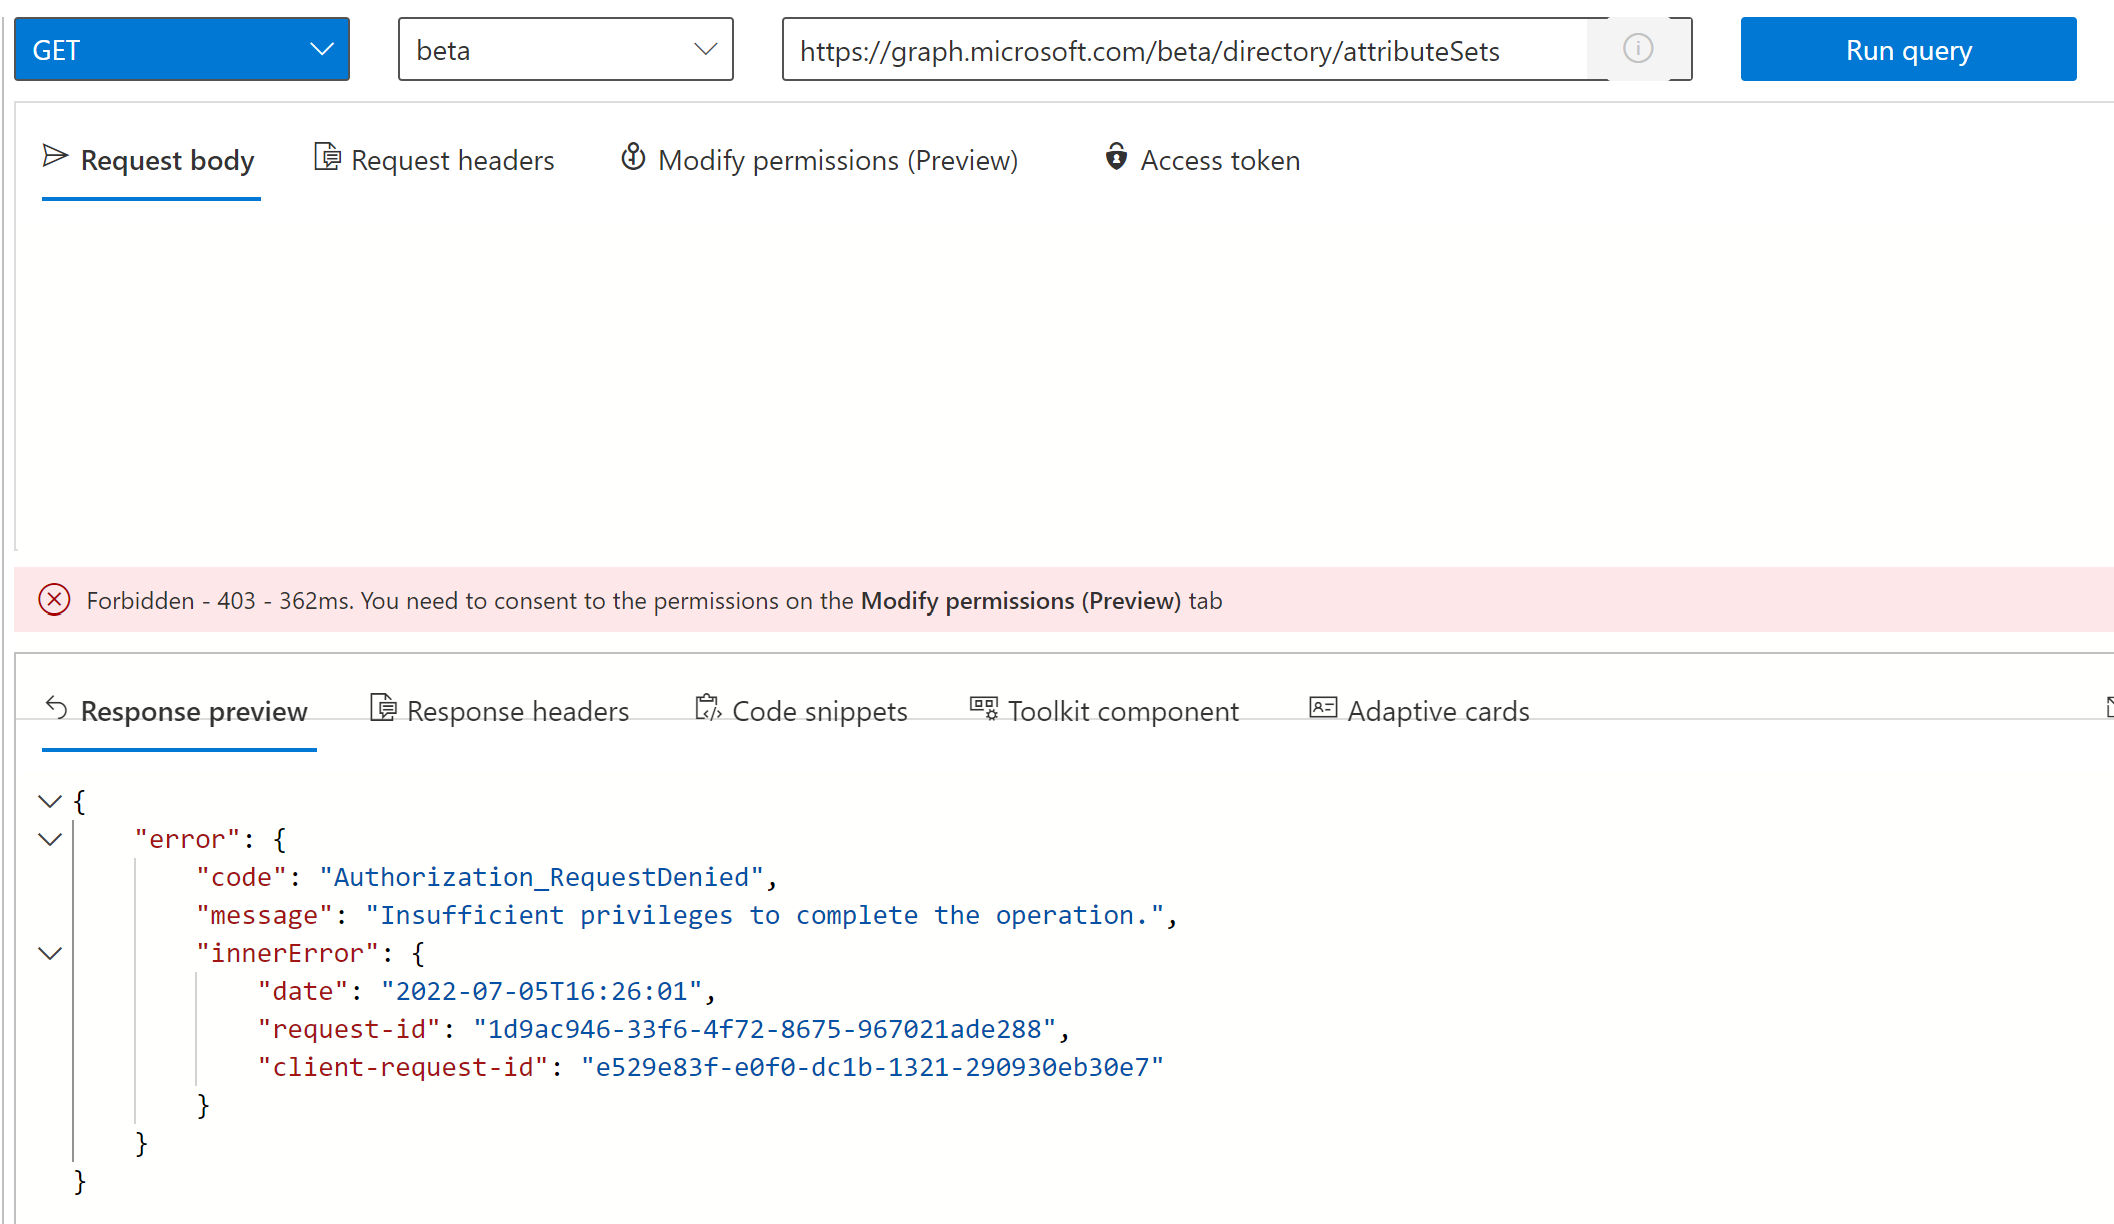 GET beta https://graph.microsoft.com/beta/directory/attributeSets Run query
Request body Request headers Modify permissions (Preview) Access token
Forbidden - 403 - 362ms. You need to consent to the permissions on the Modify permissions (Preview) tab
Response preview Response headers Code snippets Toolkit component Adaptive cards
{
"error": {
"code": "Authorization_RequestDenied",
"message": "Insufficient privileges to complete the operation.",
"innerError": {
"date": "2022-07-05T16:26:01",
"request-id": "1d9ac946-33f6-4f72-8675-967021ade288",
"client-request-id": "e529e83f-e0f0-dc1b-1321-290930eb30e7"
}
}
}